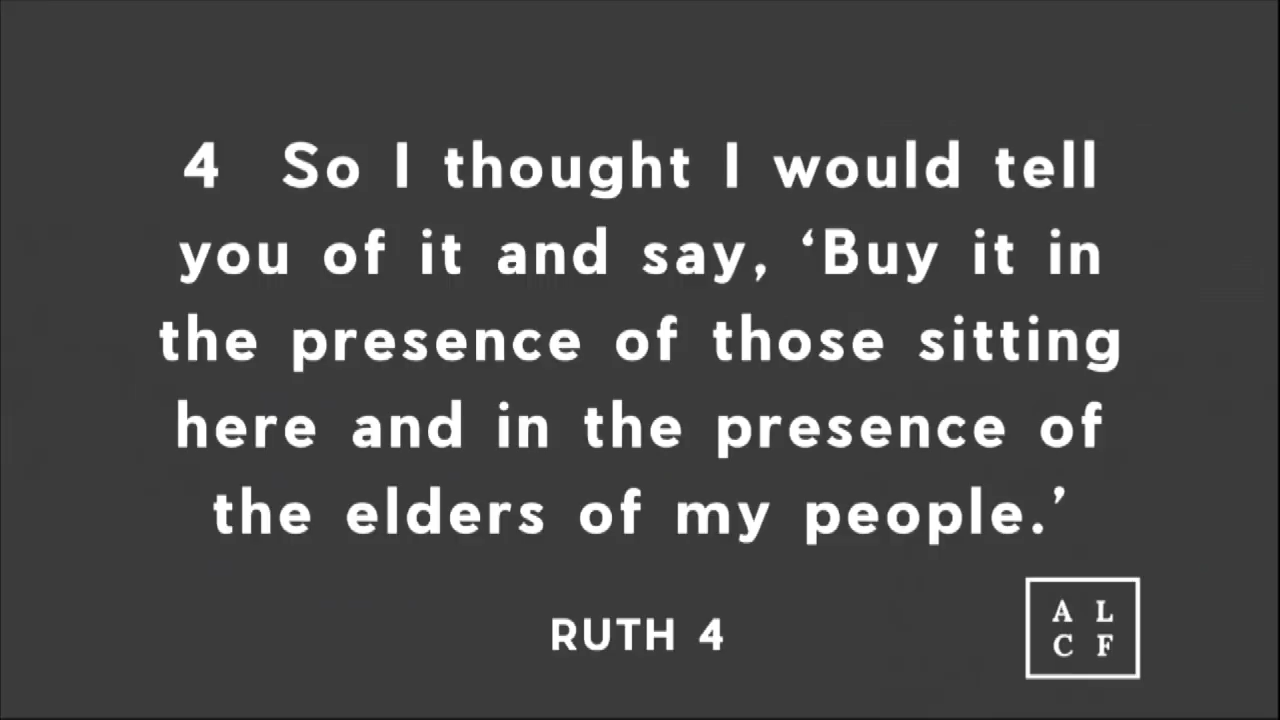 4 So I thought I would tell
you of it and say, ‘Buy it in
the presence of those sitting
here and in the presence of
the elders of my people.’
RUTH 4
A L
C F